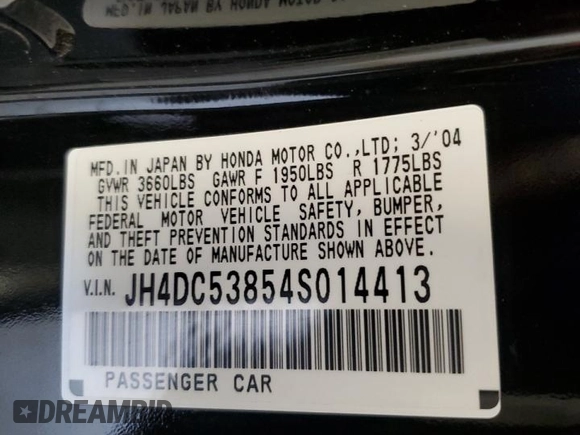 MFD. IN JAPAN BY HONDA MOTOR CO.,LTD; 3/'04
GVWR 3660LBS GAWR F 1950LBS R 1775LBS
THIS VEHICLE CONFORMS TO ALL APPLICABLE
FEDERAL MOTOR VEHICLE SAFETY, BUMPER,
AND THEFT PREVENTION STANDARDS IN EFFECT
ON THE DATE OF MANUFACTURE SHOWN ABOVE.
V.I.N. JH4DC53854S014413
PASSENGER CAR
DREAMBID